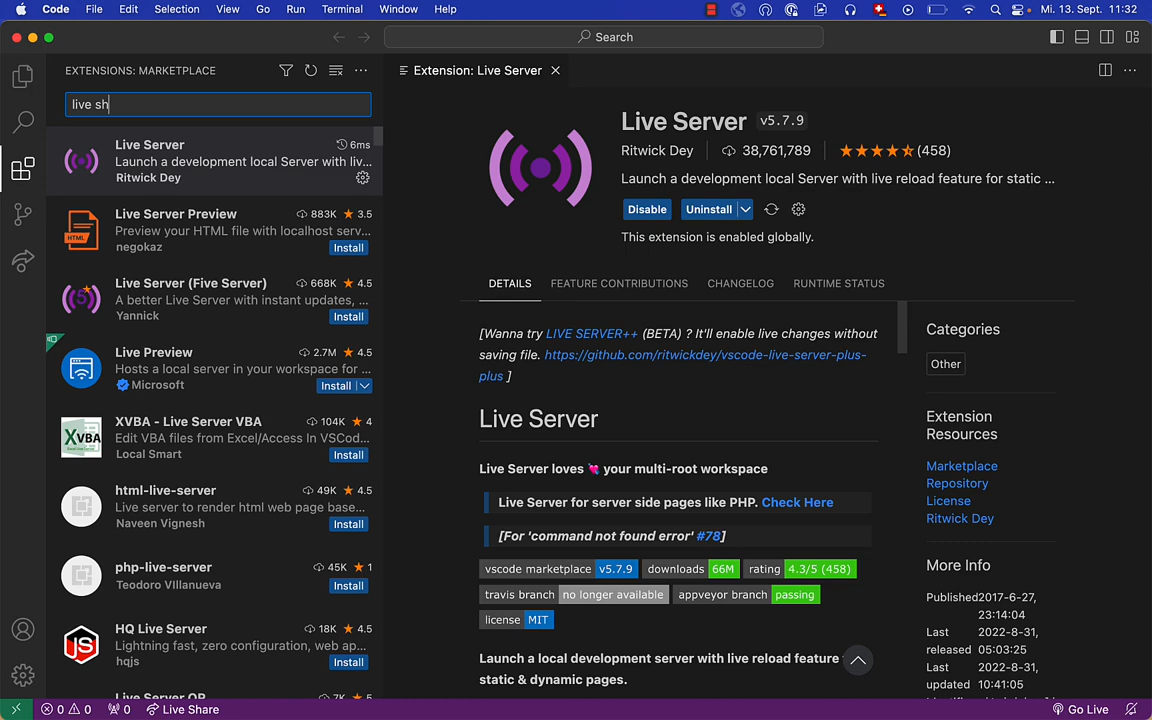 Code File Edit Selection View Go Run Terminal Window Help Mi. 13. Sept. 11:32
Search
EXTENSIONS: MARKETPLACE
live sh
Live Server 6ms
Launch a development local Server with liv...
Ritwick Dey
Live Server Preview 883K 3.5
Preview your HTML file with localhost serv...
negokaz Install
HTML
Live Server (Five Server) 668K 4.5
A better Live Server with instant updates, ...
Yannick Install
5
Live Preview 2.7M 4.5
Hosts a local server in your workspace for ...
Microsoft Install
XVBA - Live Server VBA 104K 4
Edit VBA files from Excel/Access In VSCod...
Local Smart Install
XVBA
html-live-server 49K 4.5
Live server to render html web page base...
Naveen Vignesh Install
php-live-server 45K 1
Teodoro VIllanueva Install
HQ Live Server 18K 4.5
Lightning fast, zero configuration, web ap...
hqjs Install
JS
Live Server OP 7K 5
Extension: Live Server
Live Server v5.7.9
Ritwick Dey 38,761,789 (458)
Launch a development local Server with live reload feature for static ...
Disable Uninstall
This extension is enabled globally.
DETAILS FEATURE CONTRIBUTIONS CHANGELOG RUNTIME STATUS
[Wanna try LIVE SERVER++ (BETA) ? It'll enable live changes without
saving file. https://github.com/ritwickdey/vscode-live-server-plus-
plus ]
Live Server
Live Server loves 💘 your multi-root workspace
Live Server for server side pages like PHP. Check Here
[For 'command not found error' #78]
vscode marketplace v5.7.9 downloads 66M rating 4.3/5 (458)
travis branch no longer available appveyor branch passing
license MIT
Launch a local development server with live reload feature
static & dynamic pages.
Categories
Other
Extension
Resources
Marketplace
Repository
License
Ritwick Dey
More Info
Published 2017-6-27,
23:14:04
Last 2022-8-31,
released 05:03:25
Last 2022-8-31,
updated 10:41:05
0 0 0 Live Share Go Live